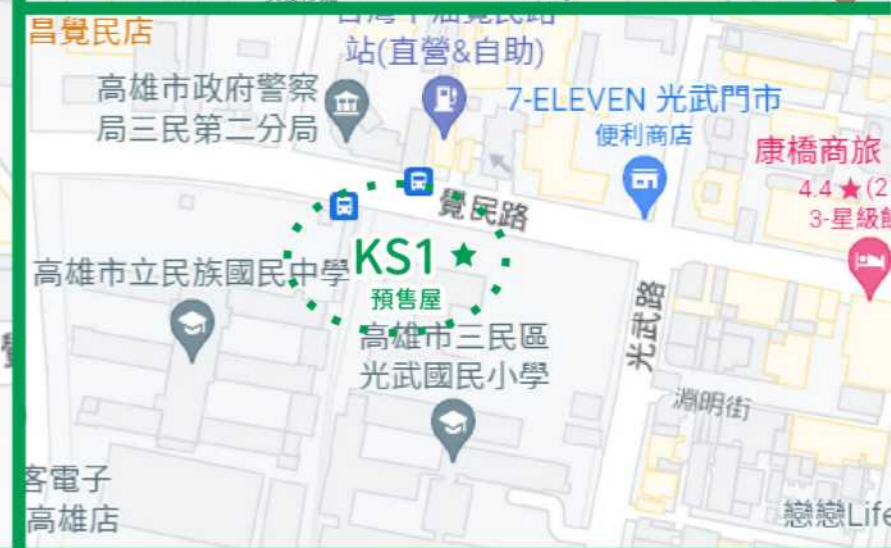 昌覺民店
站(直營&自助)
高雄市政府警察
局三民第二分局
7-ELEVEN 光武門市
便利商店
康橋商旅
4.4 ★ (2
3-星級飯
覺民路
KS1 ★
預售屋
高雄市立民族國民中學
高雄市三民區
光武國民小學
光武路
淵明街
客電子
高雄店
戀戀Life